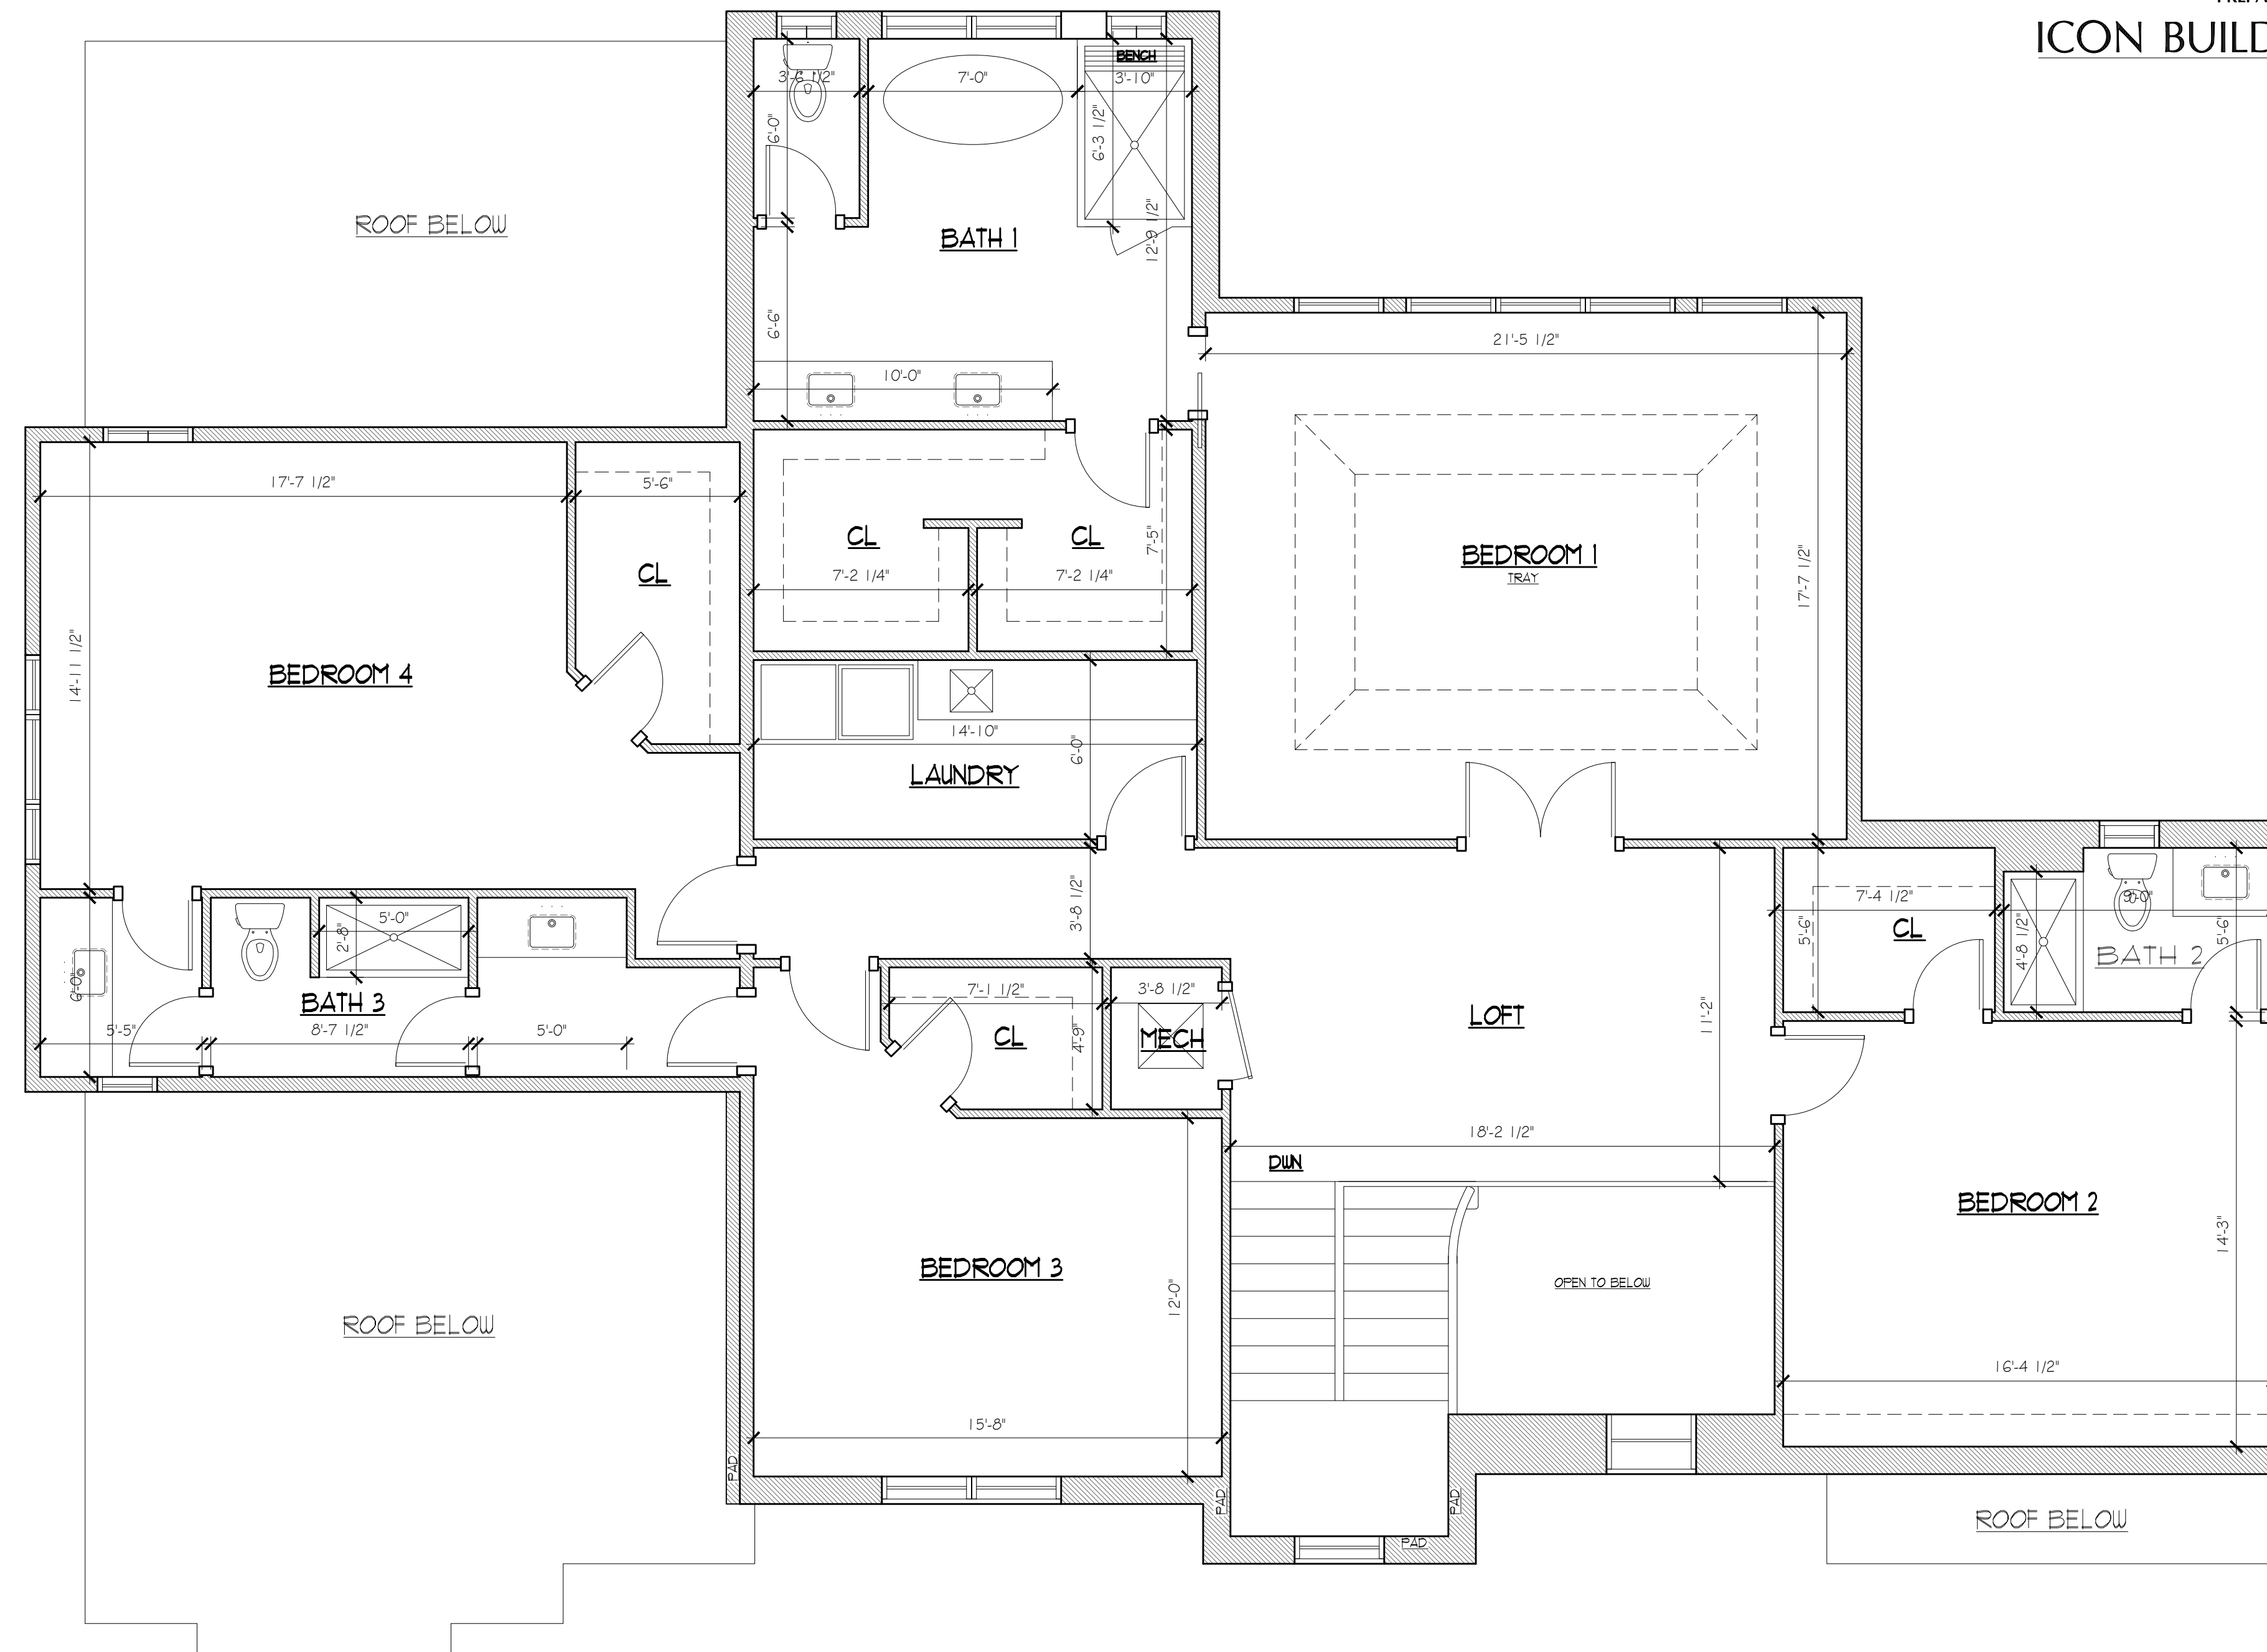 ICON BUILD
BENCH
3'-6 1/2"
7'-0"
3'-10"
6'-0"
6'-3 1/2"
ROOF BELOW
BATH 1
12'-9 1/2"
6'-6"
21'-5 1/2"
10'-0"
17'-7 1/2"
5'-6"
CL
CL
7'-5"
BEDROOM 1
TRAY
CL
7'-2 1/4"
7'-2 1/4"
17'-7 1/2"
14'-11 1/2"
BEDROOM 4
14'-10"
6'-0"
LAUNDRY
5'-0"
2'-8"
3'-8 1/2"
7'-4 1/2"
9'-0"
5'-6"
CL
4'-8 1/2"
5'-6"
BATH 2
6'-0"
BATH 3
7'-1 1/2"
3'-8 1/2"
LOFT
11'-2"
5'-5"
8'-7 1/2"
5'-0"
CL
4'-9"
MECH
18'-2 1/2"
DWN
BEDROOM 2
14'-3"
BEDROOM 3
OPEN TO BELOW
12'-0"
ROOF BELOW
16'-4 1/2"
15'-8"
PAD
PAD
PAD
PAD
ROOF BELOW